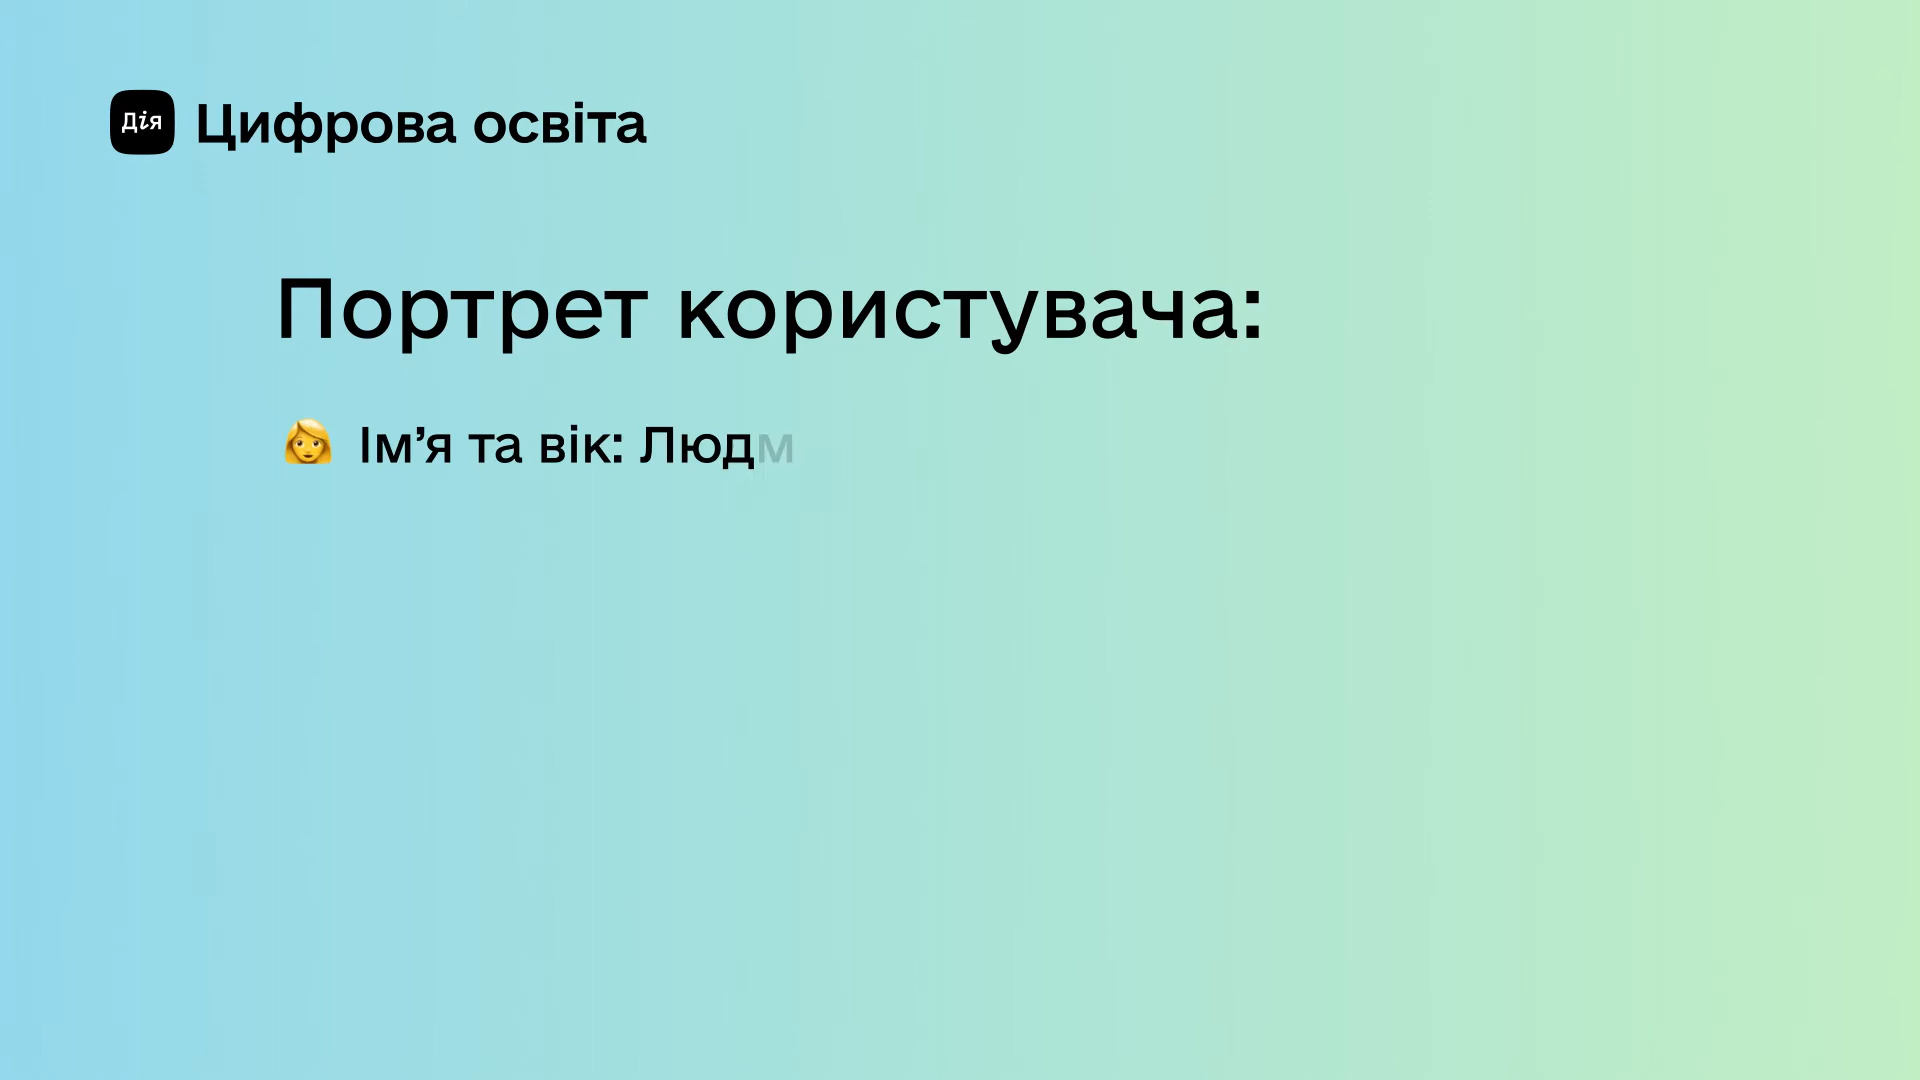 Дія Цифрова освіта
Портрет користувача:
Ім’я та вік: Людм